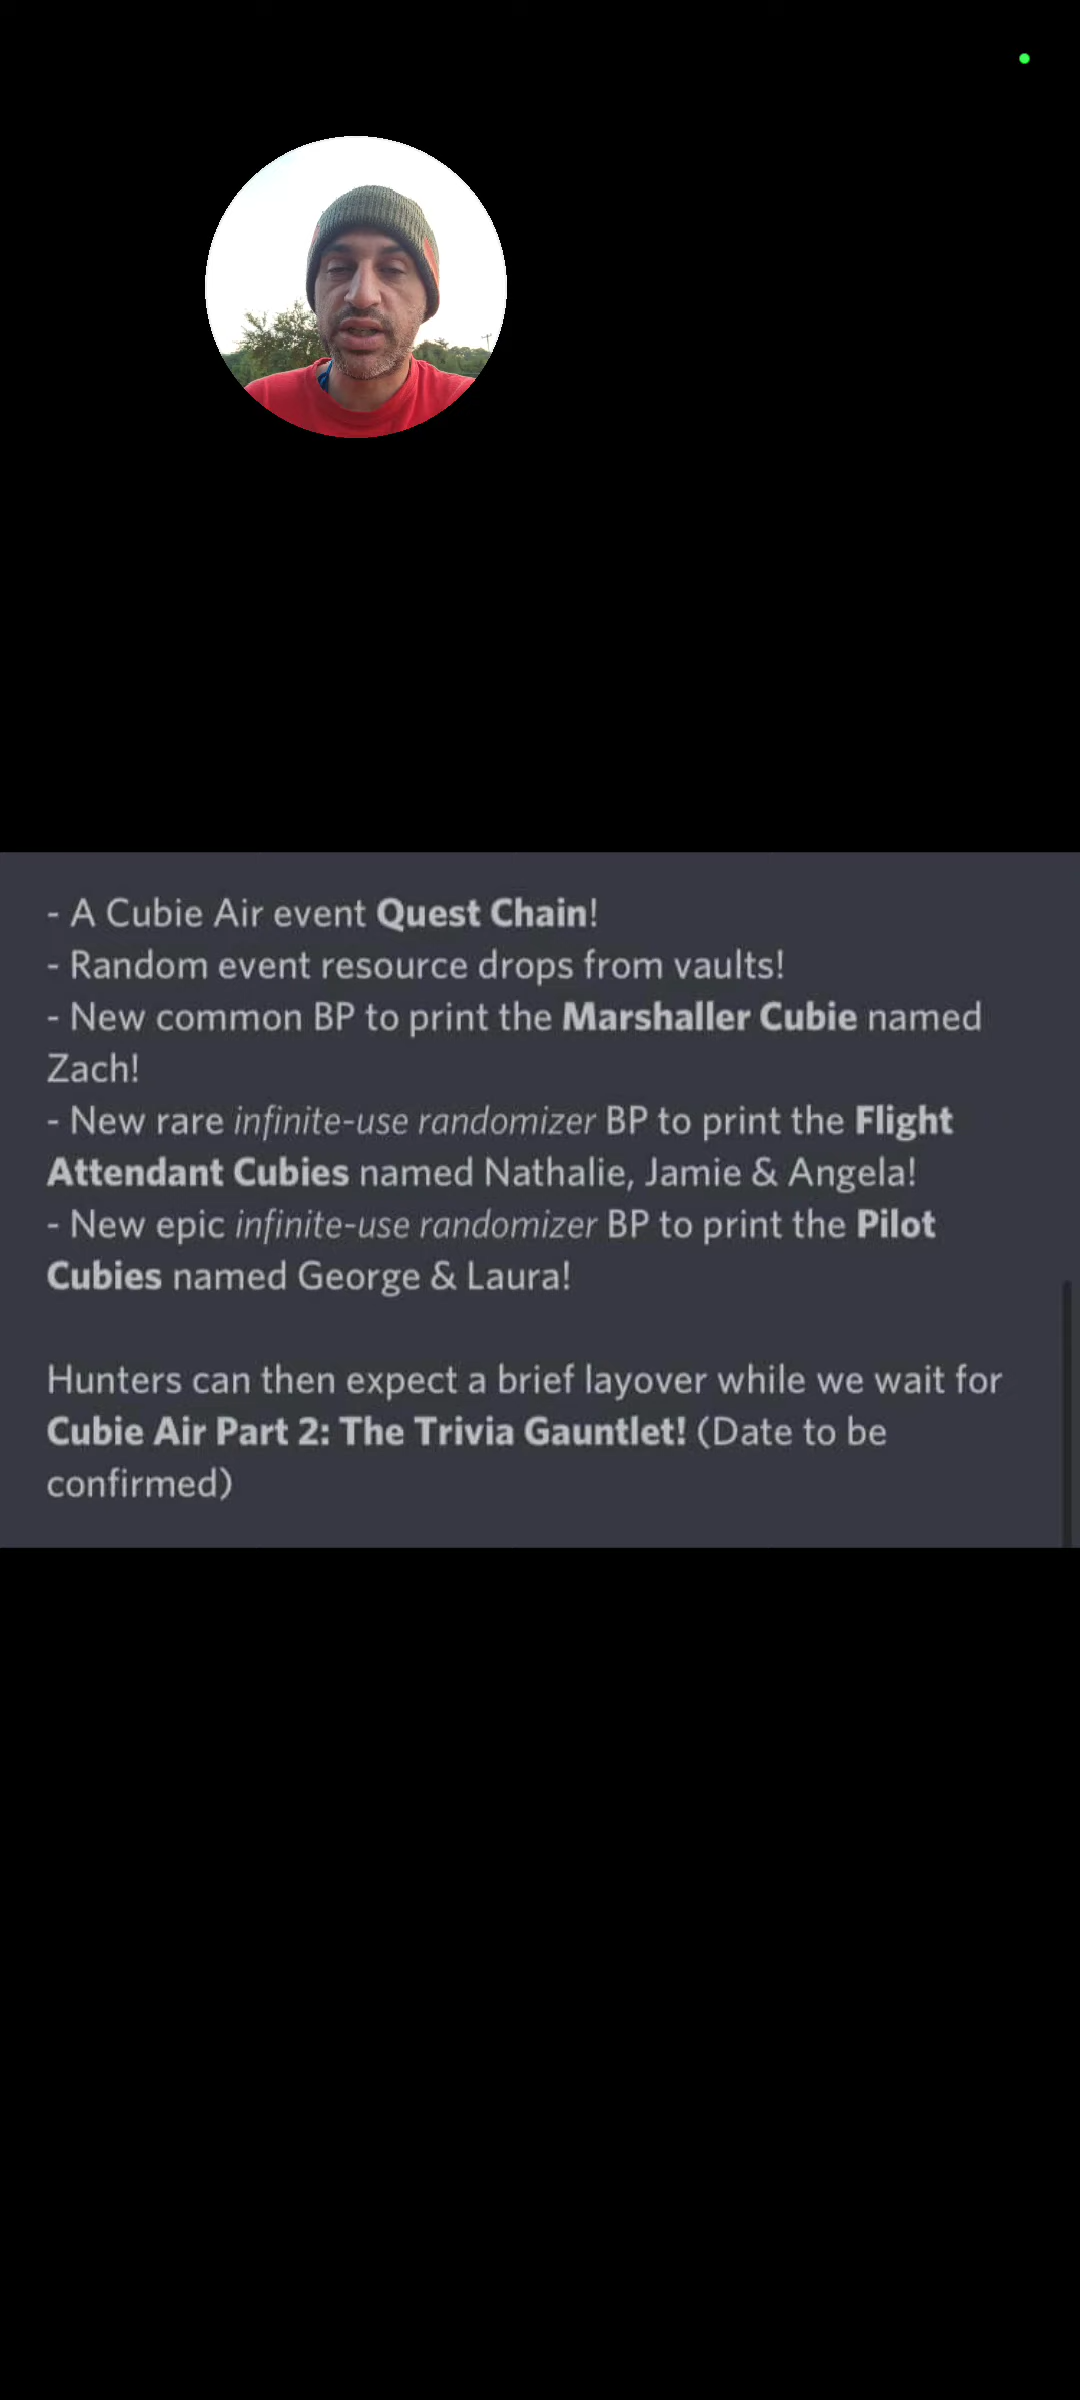 - A Cubie Air event Quest Chain!
- Random event resource drops from vaults!
- New common BP to print the Marshaller Cubie named
Zach!
- New rare infinite-use randomizer BP to print the Flight
Attendant Cubies named Nathalie, Jamie & Angela!
- New epic infinite-use randomizer BP to print the Pilot
Cubies named George & Laura!
Hunters can then expect a brief layover while we wait for
Cubie Air Part 2: The Trivia Gauntlet! (Date to be
confirmed)